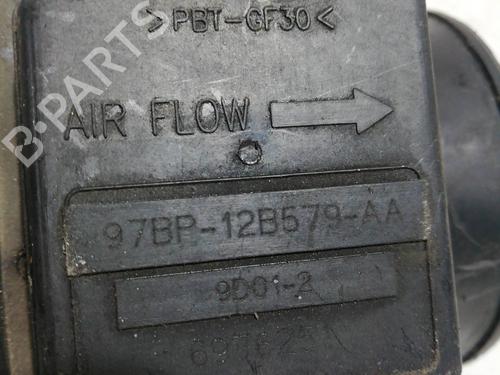 >PBT-GF30<
AIR FLOW
97BP-12B579-AA
9D01-2
B-PARTS